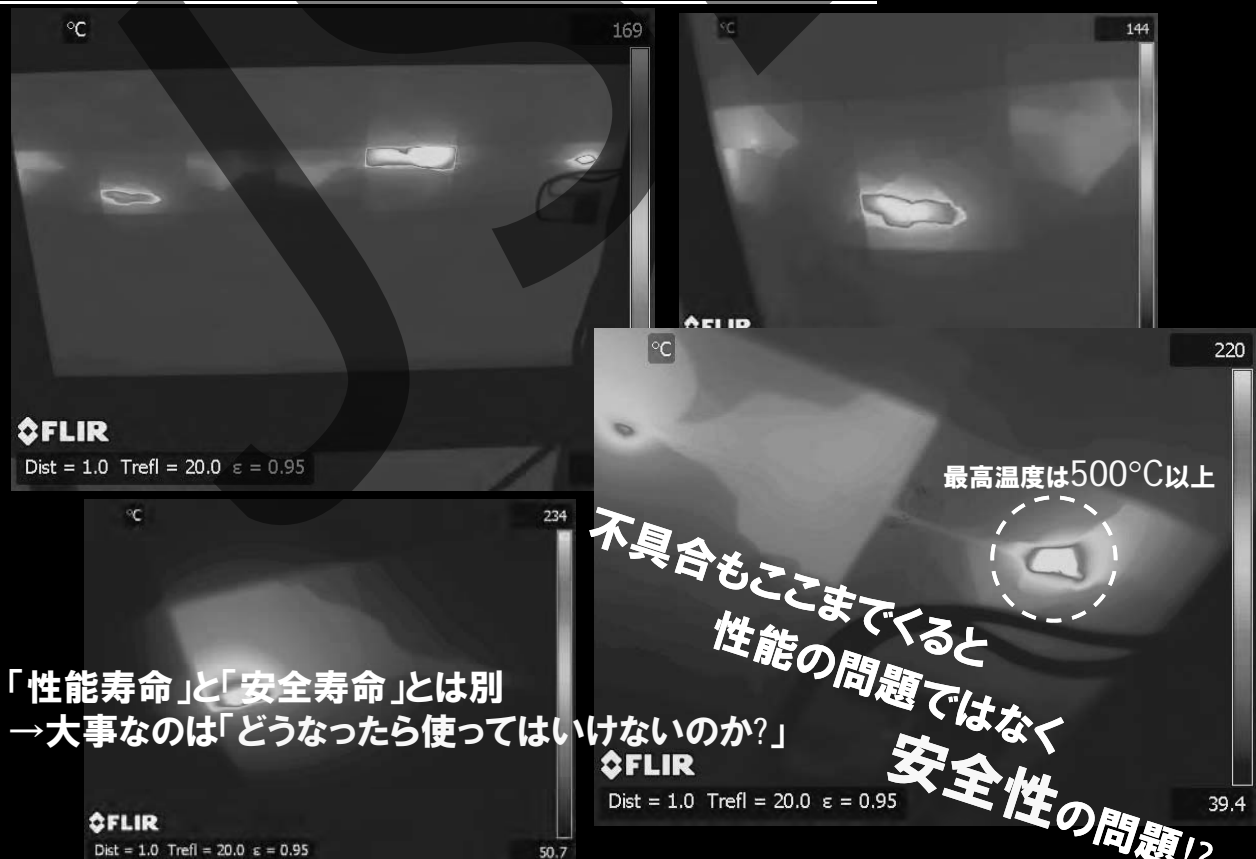 °C
169
°C
144
FLIR
Dist = 1.0 Trefl = 20.0 ε = 0.95
FLIR
°C
220
最高温度は500°C以上
不具合もここまでくると
性能の問題ではなく
安全性の問題!?
FLIR
Dist = 1.0 Trefl = 20.0 ε = 0.95
39.4
°C
234
「性能寿命」と「安全寿命」とは別
→大事なのは「どうなったら使ってはいけないのか?」
FLIR
Dist = 1.0 Trefl = 20.0 ε = 0.95
50.7